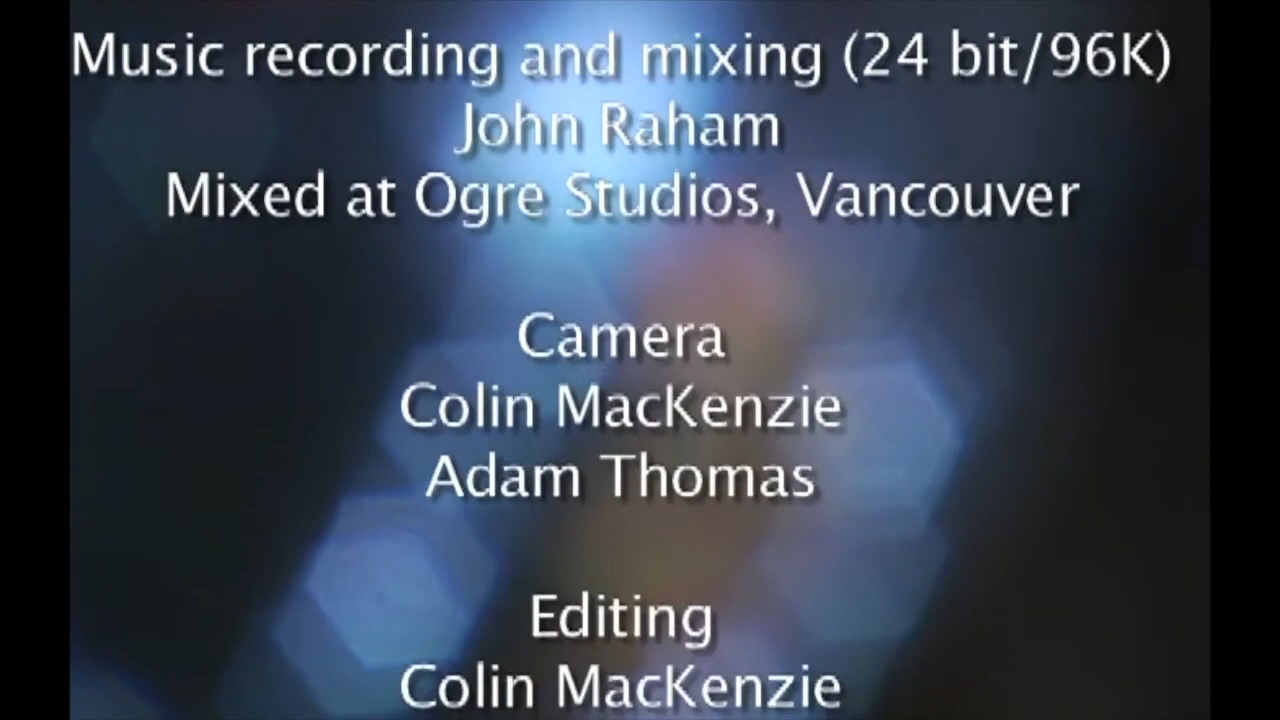 Music recording and mixing (24 bit/96K)
John Raham
Mixed at Ogre Studios, Vancouver
Camera
Colin MacKenzie
Adam Thomas
Editing
Colin MacKenzie